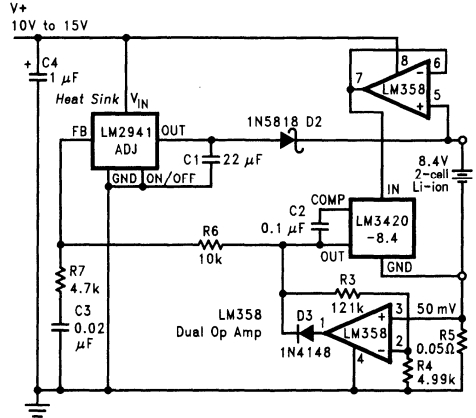 V+
10V to 15V
+ C4
1 μF
Heat Sink
VIN
FB
LM2941
ADJ
OUT
GND
ON/OFF
C1
22 μF
1N5818 D2
7
8
6
5
−
+
LM358
8.4V
2-cell
Li-ion
IN
COMP
C2
0.1 μF
LM3420
-8.4
OUT
GND
R6
10k
R7
4.7k
C3
0.02
μF
R3
121k
LM358
Dual Op Amp
D3
1N4148
1
+
3
50 mV
LM358
−
2
4
R5
0.05Ω
R4
4.99k